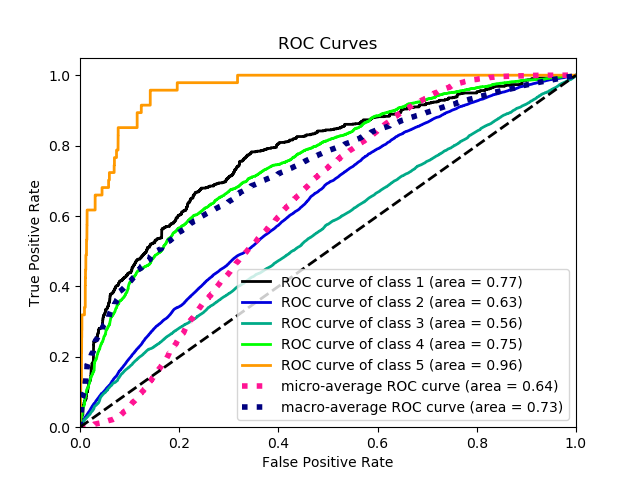 ROC Curves
True Positive Rate
1.0
0.8
0.6
0.4
0.2
0.0
ROC curve of class 1 (area = 0.77)
ROC curve of class 2 (area = 0.63)
ROC curve of class 3 (area = 0.56)
ROC curve of class 4 (area = 0.75)
ROC curve of class 5 (area = 0.96)
micro-average ROC curve (area = 0.64)
macro-average ROC curve (area = 0.73)
0.0 0.2 0.4 0.6 0.8 1.0
False Positive Rate